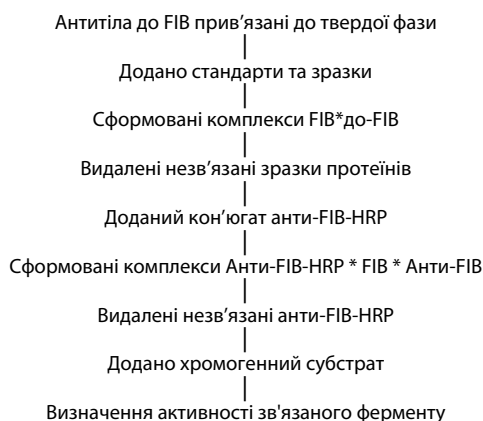 Антитіла до FIB прив’язані до твердої фази
Додано стандарти та зразки
Сформовані комплекси FIB*до-FIB
Видалені незв’язані зразки протеїнів
Доданий кон’югат анти-FIB-HRP
Сформовані комплекси Анти-FIB-HRP * FIB * Анти-FIB
Видалені незв’язані анти-FIB-HRP
Додано хромогенний субстрат
Визначення активності зв'язаного ферменту